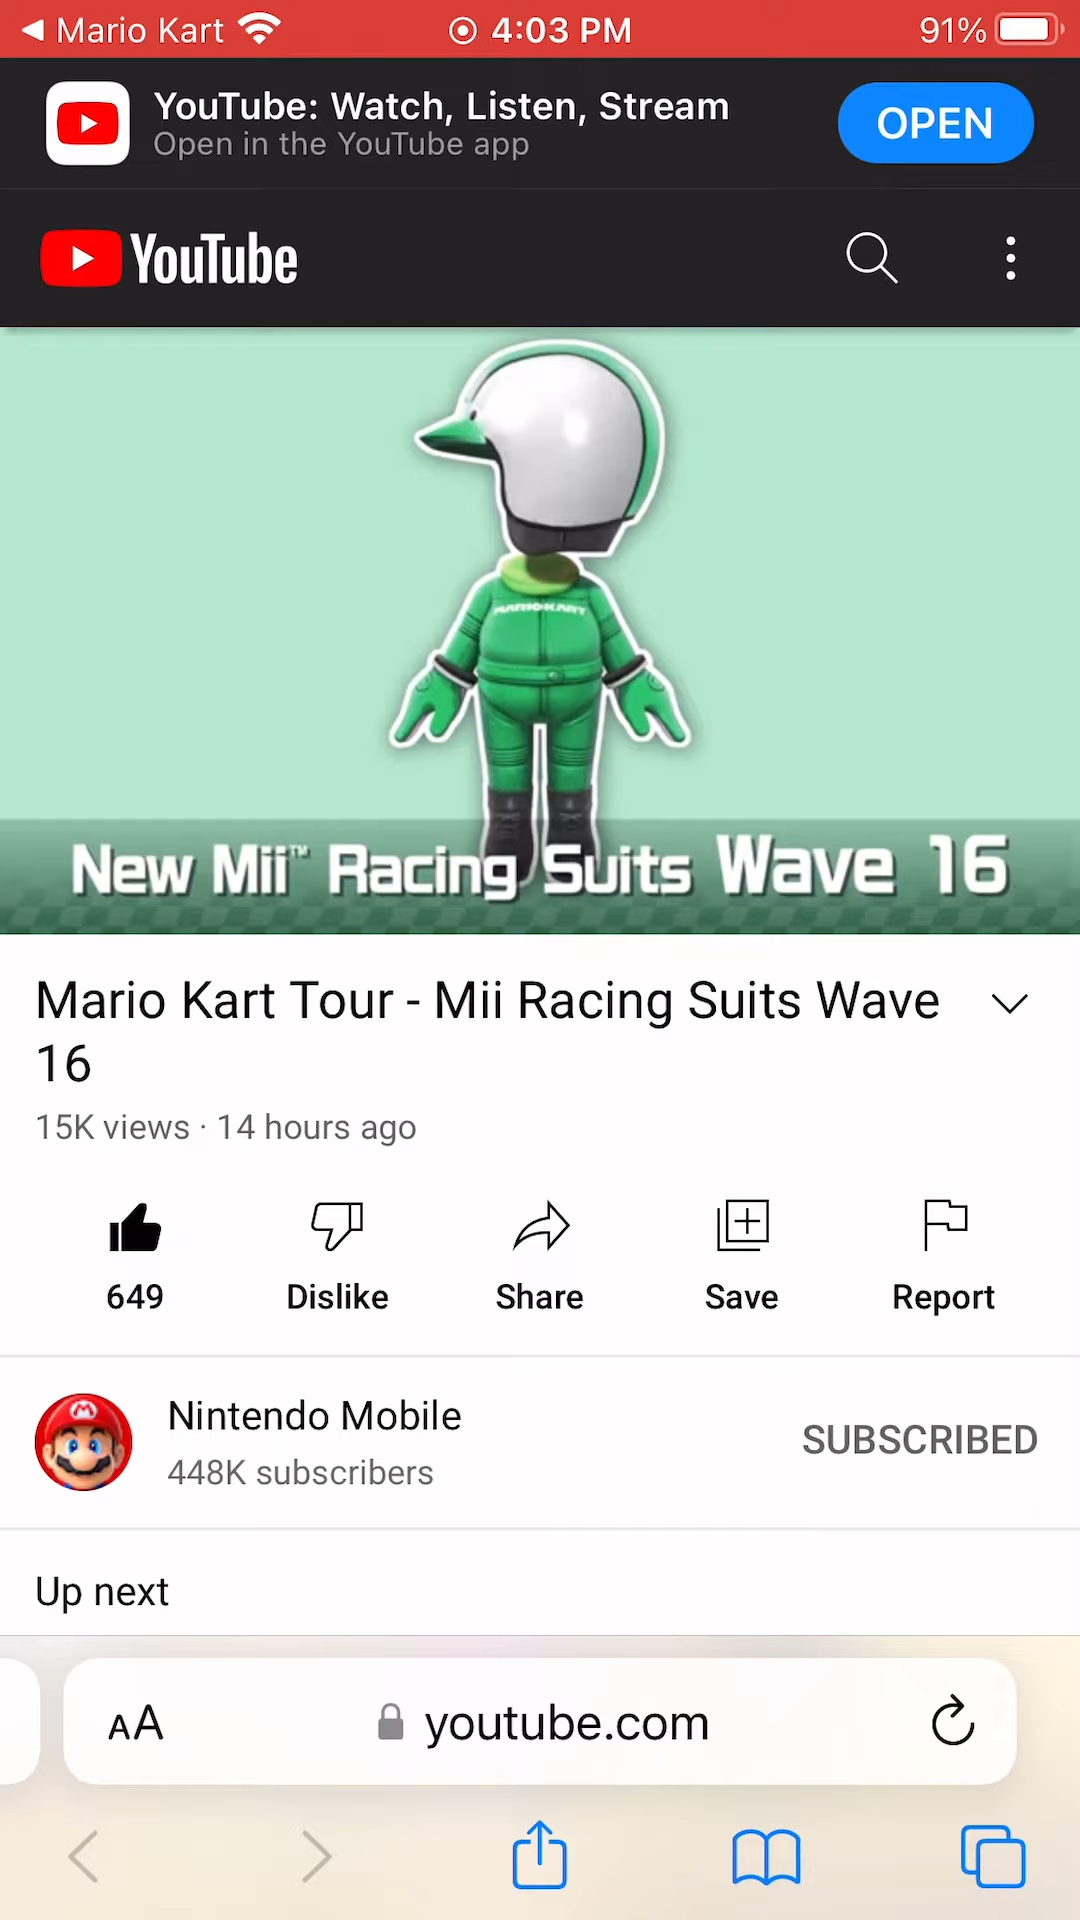 Mario Kart 4:03 PM 91%
YouTube: Watch, Listen, Stream
Open in the YouTube app
OPEN
YouTube
MARIOKART
New Mii™ Racing Suits Wave 16
Mario Kart Tour - Mii Racing Suits Wave
16
15K views · 14 hours ago
649 Dislike Share Save Report
Nintendo Mobile
448K subscribers
SUBSCRIBED
Up next
AA youtube.com